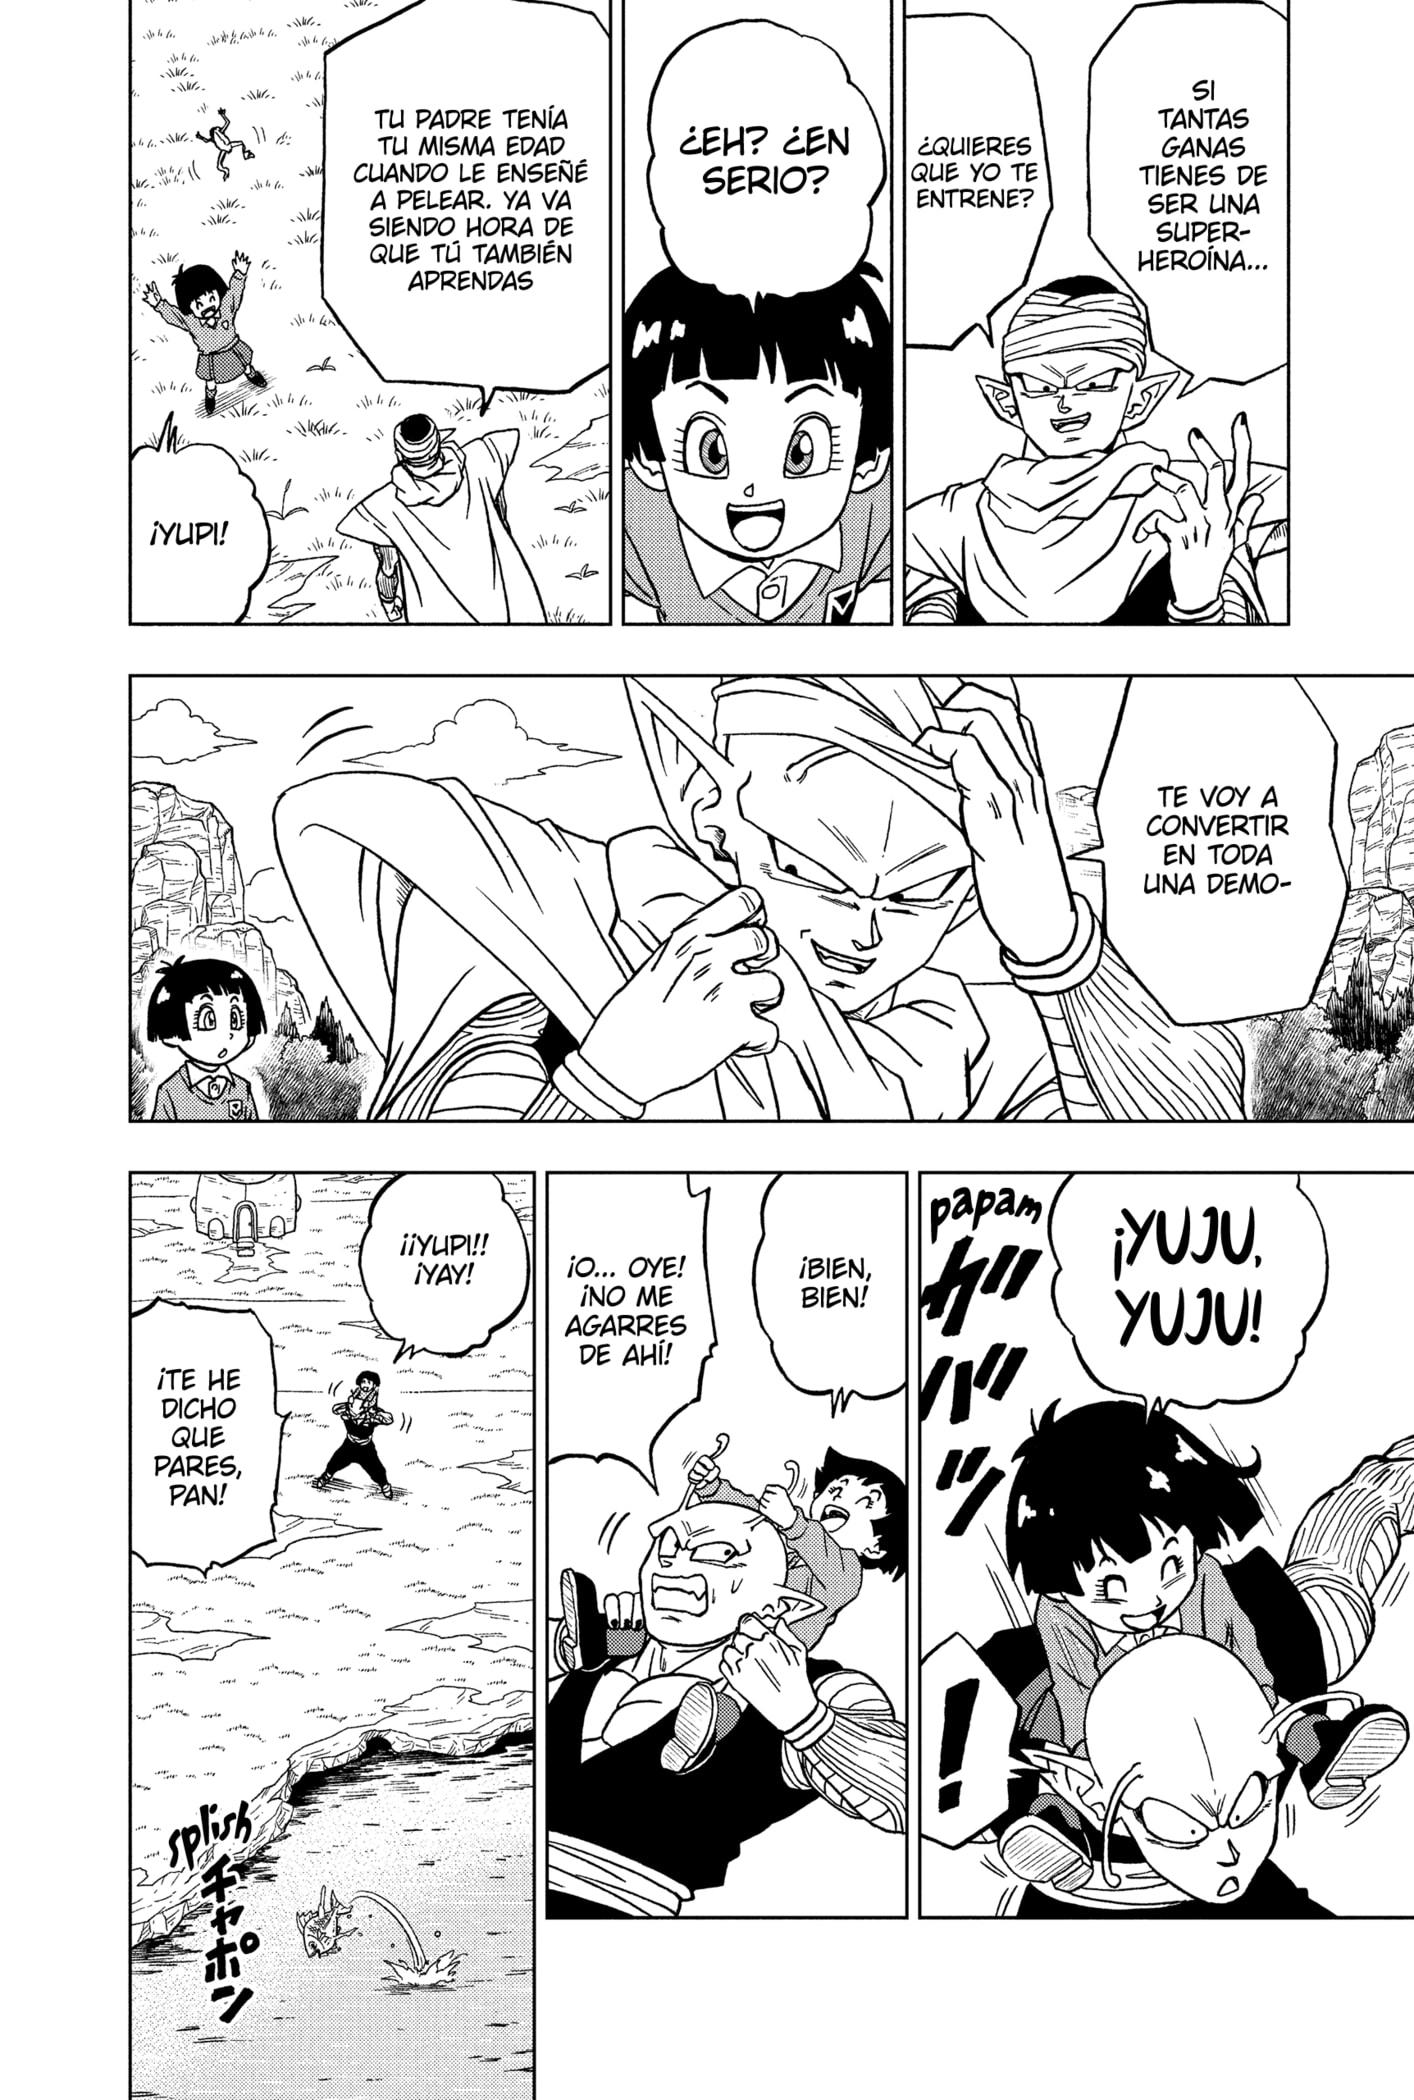 SI
TANTAS
GANAS
TIENES DE
SER UNA
SUPER-
HEROÍNA...
¿QUIERES
QUE YO TE
ENTRENE?
¿EH? ¿EN
SERIO?
TU PADRE TENÍA
TU MISMA EDAD
CUANDO LE ENSEÑÉ
A PELEAR. YA VA
SIENDO HORA DE
QUE TÚ TAMBIÉN
APRENDAS
¡YUPI!
TE VOY A
CONVERTIR
EN TODA
UNA DEMO-
¡YUJU,
YUJU!
papam
ガバッ
!
¡BIEN,
BIEN!
¡O... OYE!
¡NO ME
AGARRES
DE AHÍ!
¡¡YUPI!!
¡YAY!
¡TE HE
DICHO
QUE
PARES,
PAN!
splish
チャポン